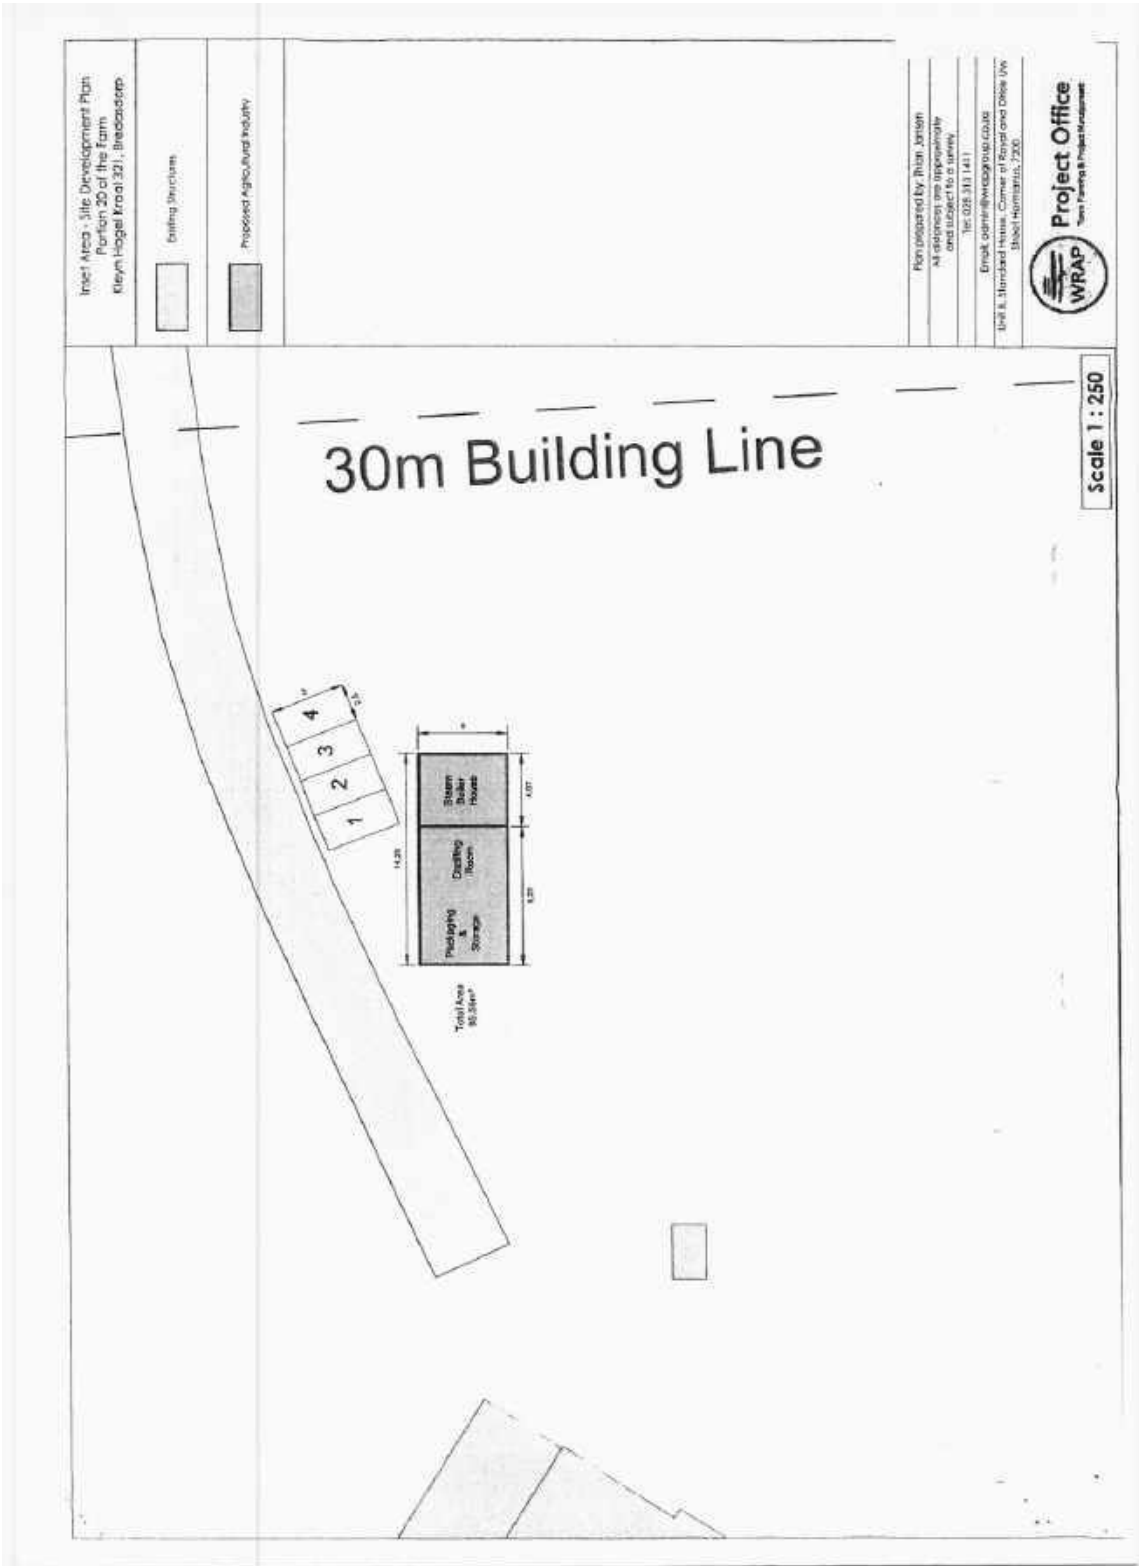 Inset Area - Site Development Plan
Portion 20 of the Farm
Kleyn Hagel Kraal 321, Bredasdorp
Existing Structures
Proposed Agricultural Industry
Plan prepared by: Thian Jansen
All distances are approximate
and subject to a survey
Tel: 028 313 1411
Email: admin@wrapgroup.co.za
Unit 8, Standard House, Corner of Royal and Dirkie Uys
Street Hermanus, 7200
WRAP
Project Office
Town Planning & Project Management
Scale 1 : 250
30m Building Line
1
2
3
4
Steam
Boiler
House
Distilling
Room
Packaging
&
Storage
Total Area